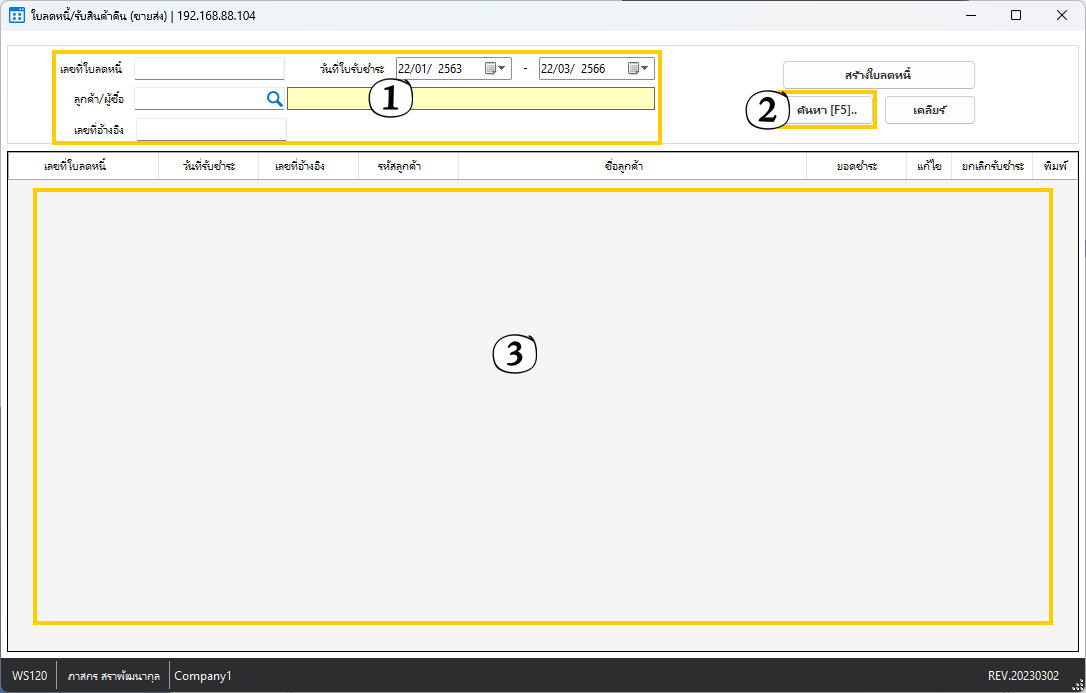 ใบลดหนี้/รับสินค้าคืน (ขายส่ง) | 192.168.88.104
เลขที่ใบลดหนี้ วันที่ใบรับชำระ 22/01/ 2563 - 22/03/ 2566 สร้างใบลดหนี้
ลูกค้า/ผู้ซื้อ 1 2 ค้นหา [F5].. เคลียร์
เลขที่อ้างอิง
เลขที่ใบลดหนี้ วันที่รับชำระ เลขที่อ้างอิง รหัสลูกค้า ชื่อลูกค้า ยอดชำระ แก้ไข ยกเลิกรับชำระ พิมพ์
3
WS120 ภาสกร สราพัฒนากุล Company1 REV.20230302